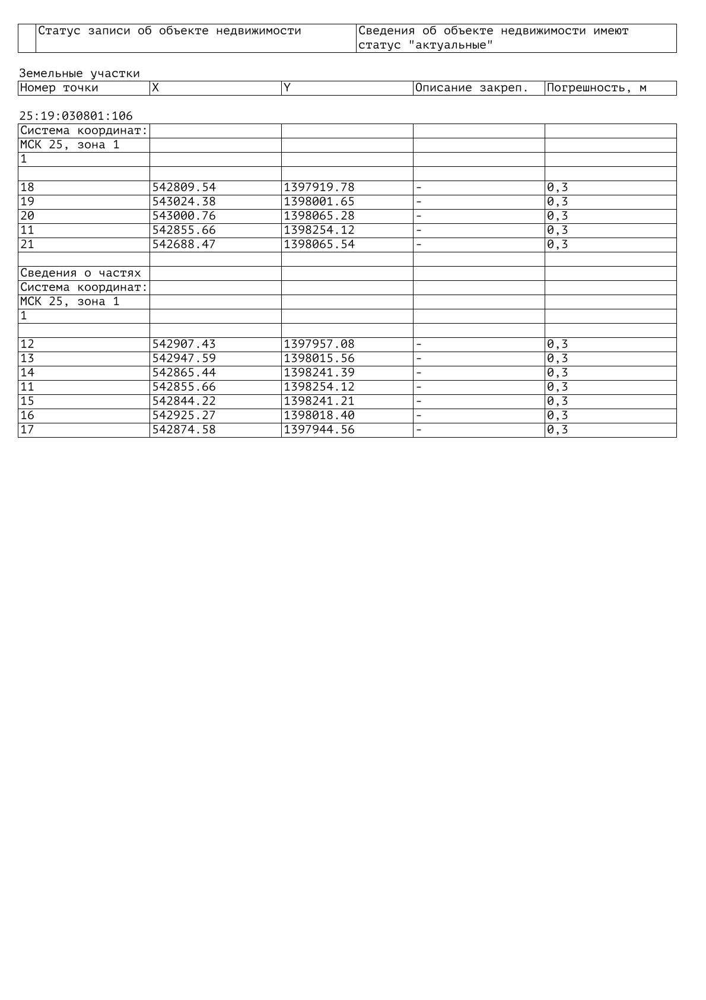 Статус записи об объекте недвижимости Сведения об объекте недвижимости имеют
статус "актуальные"
Земельные участки
Номер точки X Y Описание закреп. Погрешность, м
25:19:030801:106
Система координат:
МСК 25, зона 1
1
18 542809.54 1397919.78 - 0,3
19 543024.38 1398001.65 - 0,3
20 543000.76 1398065.28 - 0,3
11 542855.66 1398254.12 - 0,3
21 542688.47 1398065.54 - 0,3
Сведения о частях
Система координат:
МСК 25, зона 1
1
12 542907.43 1397957.08 - 0,3
13 542947.59 1398015.56 - 0,3
14 542865.44 1398241.39 - 0,3
11 542855.66 1398254.12 - 0,3
15 542844.22 1398241.21 - 0,3
16 542925.27 1398018.40 - 0,3
17 542874.58 1397944.56 - 0,3